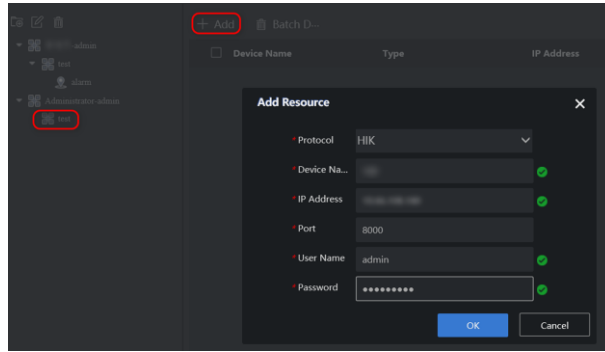 + Add Batch D...
-admin
test
alarm
Administrator-admin
test
Device Name Type IP Address
Add Resource
* Protocol HIK
* Device Na...
* IP Address
* Port 8000
* User Name admin
* Password •••••••••
OK Cancel